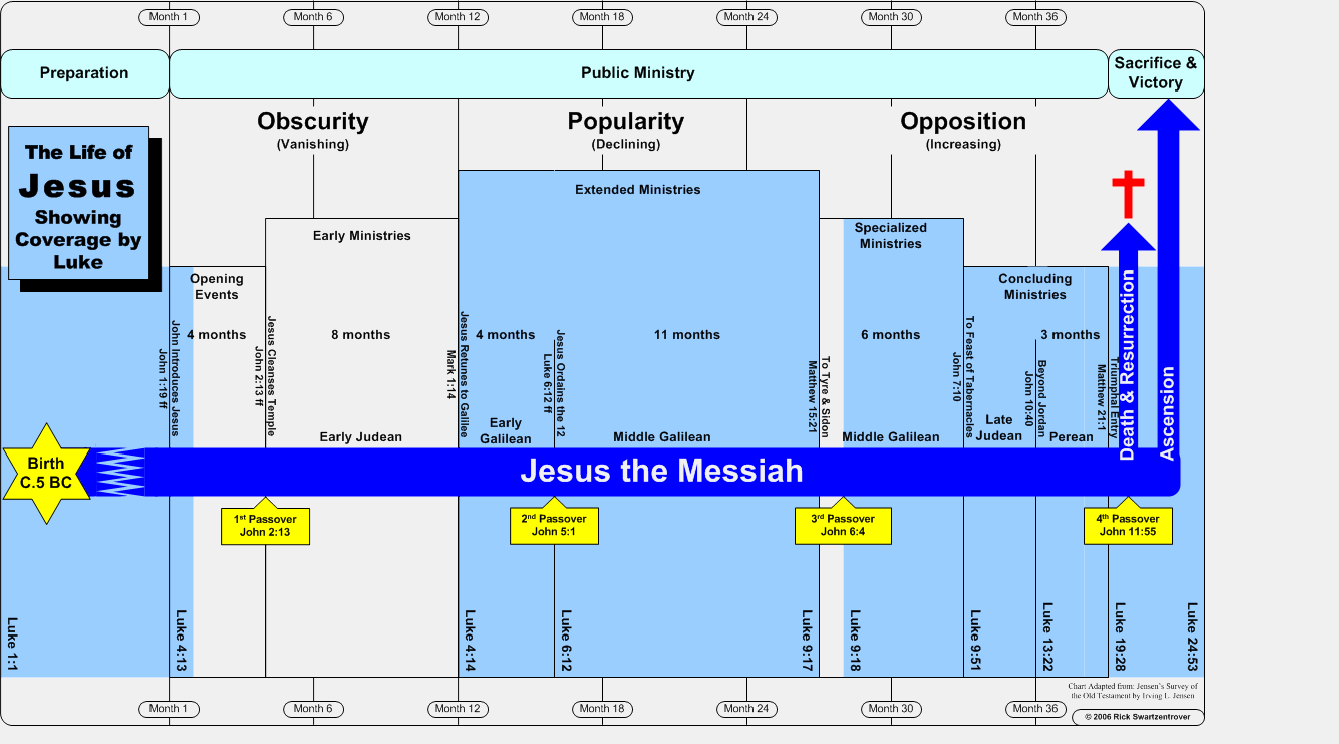 Month 1
Month 6
Month 12
Month 18
Month 24
Month 30
Month 36
Preparation
Public Ministry
Sacrifice &
Victory
Obscurity
(Vanishing)
Popularity
(Declining)
Opposition
(Increasing)
The Life of
Jesus
Showing
Coverage by
Luke
Opening
Events
Early Ministries
Extended Ministries
Specialized
Ministries
Concluding
Ministries
4 months
8 months
4 months
11 months
6 months
3 months
John Introduces Jesus
John 1:19 ff
Jesus Cleanses Temple
John 2:13 ff
Jesus Retunes to Galilee
Mark 1:14
Jesus Ordains the 12
Luke 6:12 ff
To Tyre & Sidon
Matthew 15:21
To Feast of Tabernacles
John 7:10
Beyond Jordan
John 10:40
Triumphal Entry
Matthew 21:1
Death & Resurrection
Ascension
Early Judean
Early
Galilean
Middle Galilean
Middle Galilean
Late
Judean
Perean
Birth
C.5 BC
Jesus the Messiah
1st Passover
John 2:13
2nd Passover
John 5:1
3rd Passover
John 6:4
4th Passover
John 11:55
Luke 1:1
Luke 4:13
Luke 4:14
Luke 6:12
Luke 9:17
Luke 9:18
Luke 9:51
Luke 13:22
Luke 19:28
Luke 24:53
Chart Adapted from: Jensen's Survey of
the Old Testament by Irving L. Jensen
Month 1
Month 6
Month 12
Month 18
Month 24
Month 30
Month 36
© 2006 Rick Swartzentrover